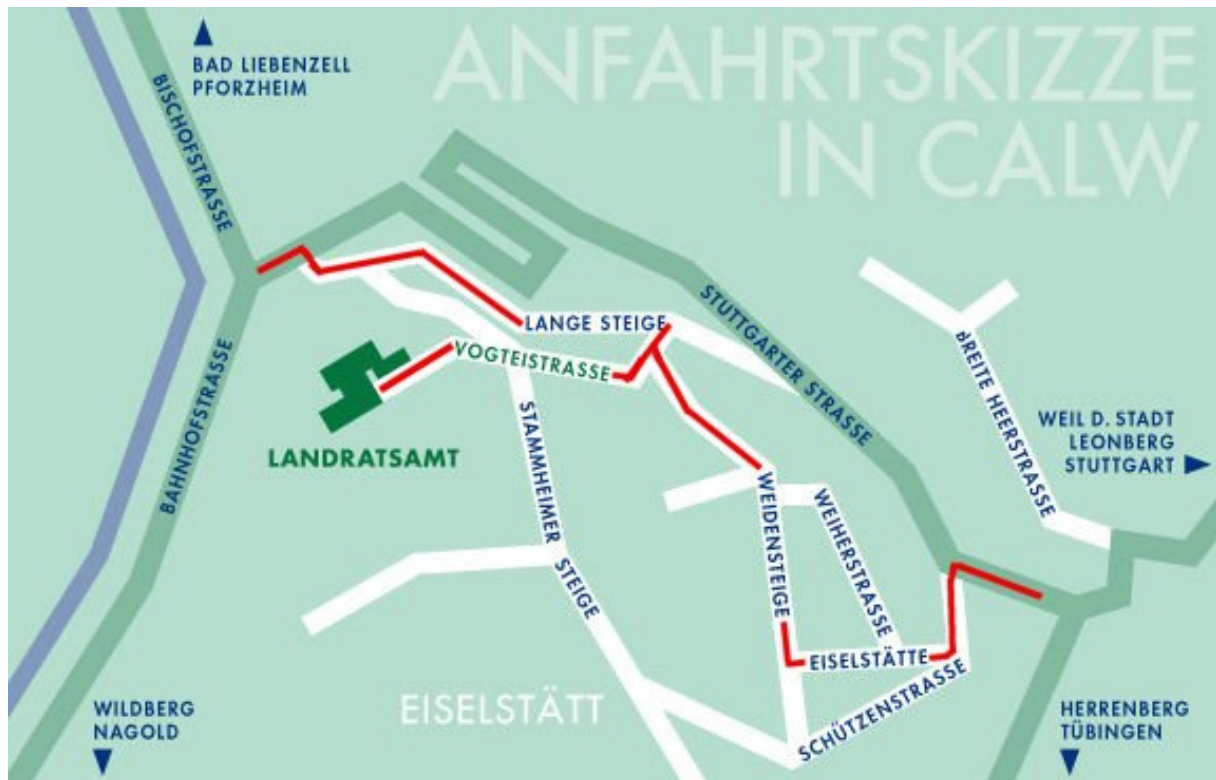 ANFAHRTSKIZZE
IN CALW
BAD LIEBENZELL
PFORZHEIM
BISCHOFSTRASSE
BAHNHOFSTRASSE
LANGE STEIGE
VOGTEISTRASSE
STUTTGARTER STRASSE
BREITE HEERSTRASSE
WEIL D. STADT
LEONBERG
STUTTGART
LANDRATSAMT
STAMMHEIMER STEIGE
WEIDENSTEIGE
WEIHERSTRASSE
EISELSTÄTTE
SCHÜTZENSTRASSE
EISELSTÄTT
WILDBERG
NAGOLD
HERRENBERG
TÜBINGEN